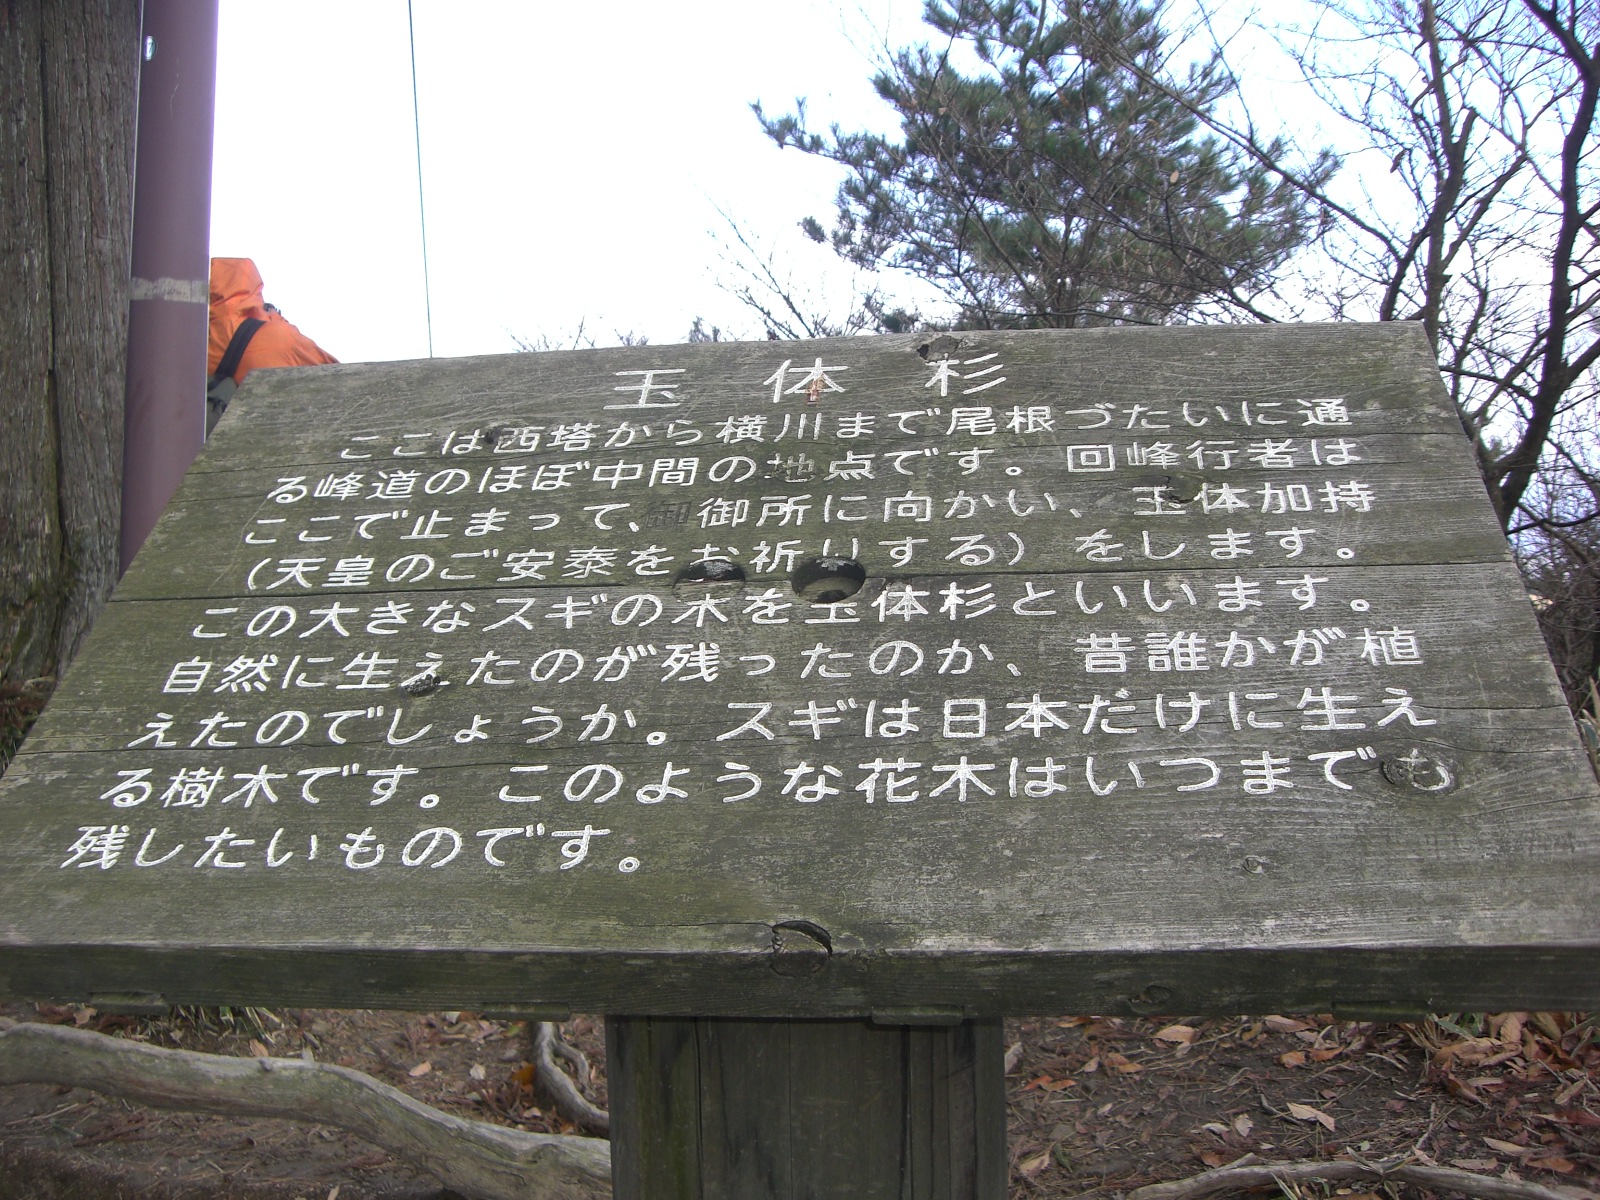 玉体杉
ここは西塔から横川まで尾根づたいに通
る峰道のほぼ中間の地点です。回峰行者は
ここで止まって、御御所に向かい、玉体加持
(天皇のご安泰をお祈りする)をします。
この大きなスギの木を玉体杉といいます。
自然に生えたのが残ったのか、昔誰かが植
えたのでしょうか。スギは日本だけに生え
る樹木です。このような花木はいつまでも
残したいものです。